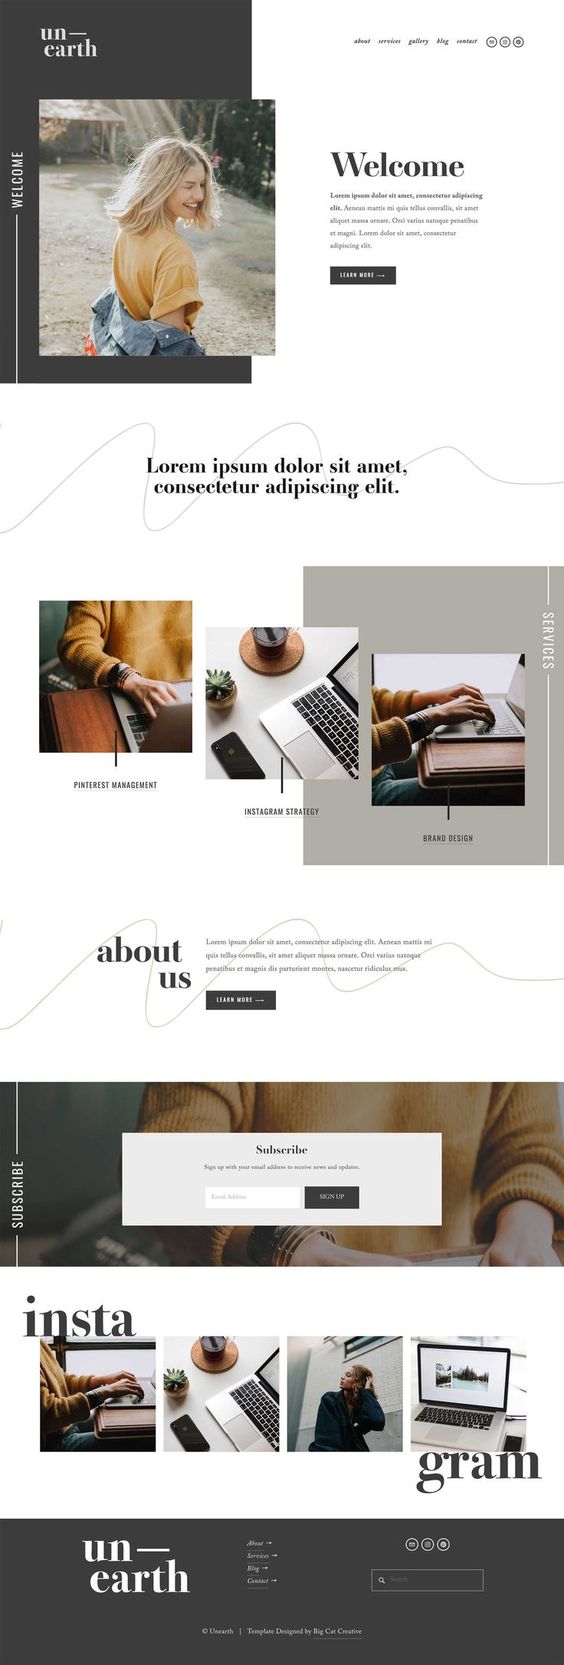 un—
earth
about services gallery blog contact
WELCOME
Welcome
Lorem ipsum dolor sit amet, consectetur adipiscing
elit. Aenean mattis mi quis tellus convallis, sit amet
aliquet massa ornare. Orci varius natoque penatibus
et magni. Lorem dolor sit amet, consectetur
adipiscing elit.
LEARN MORE ⟶
Lorem ipsum dolor sit amet,
consectetur adipiscing elit.
SERVICES
PINTEREST MANAGEMENT
INSTAGRAM STRATEGY
BRAND DESIGN
about
us
Lorem ipsum dolor sit amet, consectetur adipiscing elit. Aenean mattis mi
quis tellus convallis, sit amet aliquet massa ornare. Orci varius natoque
penatibus et magnis dis parturient montes, nascetur ridiculus mus.
LEARN MORE ⟶
SUBSCRIBE
Subscribe
Sign up with your email address to receive news and updates.
Email Address
SIGN UP
insta
gram
un—
earth
About →
Services →
Blog →
Contact →
Search
© Unearth | Template Designed by Big Cat Creative